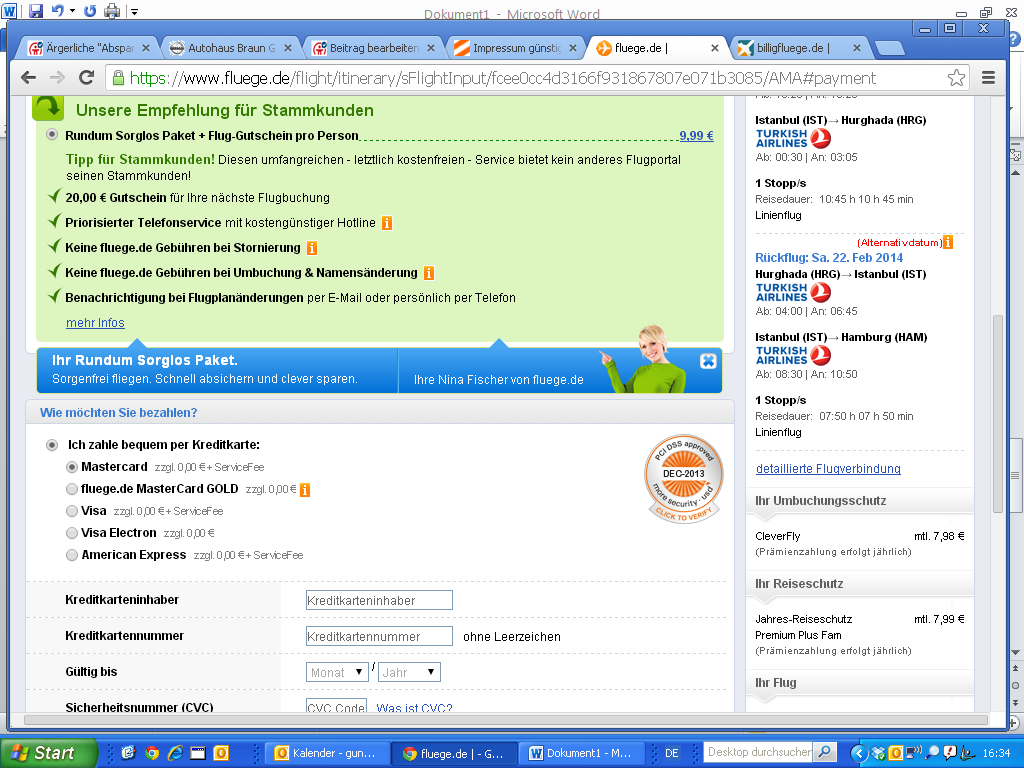 Dokument1 - Microsoft Word
Ärgerliche "Abspar
Autohaus Braun G
Beitrag bearbeiten
Impressum günstig
fluege.de |
billigfluege.de |
https://www.fluege.de/flight/itinerary/sFlightInput/fcee0cc4d3166f931867807e071b3085/AMA#payment
Unsere Empfehlung für Stammkunden
Rundum Sorglos Paket + Flug-Gutschein pro Person 9,99 €
Tipp für Stammkunden! Diesen umfangreichen - letztlich kostenfreien - Service bietet kein anderes Flugportal
seinen Stammkunden!
20,00 € Gutschein für Ihre nächste Flugbuchung
Priorisierter Telefonservice mit kostengünstiger Hotline i
Keine fluege.de Gebühren bei Stornierung i
Keine fluege.de Gebühren bei Umbuchung & Namensänderung i
Benachrichtigung bei Flugplanänderungen per E-Mail oder persönlich per Telefon
mehr Infos
Ihr Rundum Sorglos Paket.
Sorgenfrei fliegen. Schnell absichern und clever sparen.
Ihre Nina Fischer von fluege.de
Wie möchten Sie bezahlen?
Ich zahle bequem per Kreditkarte:
Mastercard zzgl. 0,00 € + ServiceFee
fluege.de MasterCard GOLD zzgl. 0,00 € i
Visa zzgl. 0,00 € + ServiceFee
Visa Electron zzgl. 0,00 €
American Express zzgl. 0,00 € + ServiceFee
PCI DSS approved
DEC-2013
more security · usd
CLICK TO VERIFY
Kreditkarteninhaber Kreditkarteninhaber
Kreditkartennummer Kreditkartennummer ohne Leerzeichen
Gültig bis Monat / Jahr
Sicherheitsnummer (CVC) CVC Code Was ist CVC?
Istanbul (IST)→ Hurghada (HRG)
TURKISH AIRLINES
Ab: 00:30 | An: 03:05
1 Stopp/s
Reisedauer: 10:45 h 10 h 45 min
Linienflug
(Alternativdatum) i
Rückflug: Sa. 22. Feb 2014
Hurghada (HRG)→ Istanbul (IST)
TURKISH AIRLINES
Ab: 04:00 | An: 06:45
Istanbul (IST)→ Hamburg (HAM)
TURKISH AIRLINES
Ab: 08:30 | An: 10:50
1 Stopp/s
Reisedauer: 07:50 h 07 h 50 min
Linienflug
detaillierte Flugverbindung
Ihr Umbuchungsschutz
CleverFly mtl. 7,98 €
(Prämienzahlung erfolgt jährlich)
Ihr Reiseschutz
Jahres-Reiseschutz mtl. 7,99 €
Premium Plus Fam
(Prämienzahlung erfolgt jährlich)
Ihr Flug
Start
Kalender - gun...
fluege.de | - G...
Dokument1 - M...
DE
Desktop durchsuchen
16:34